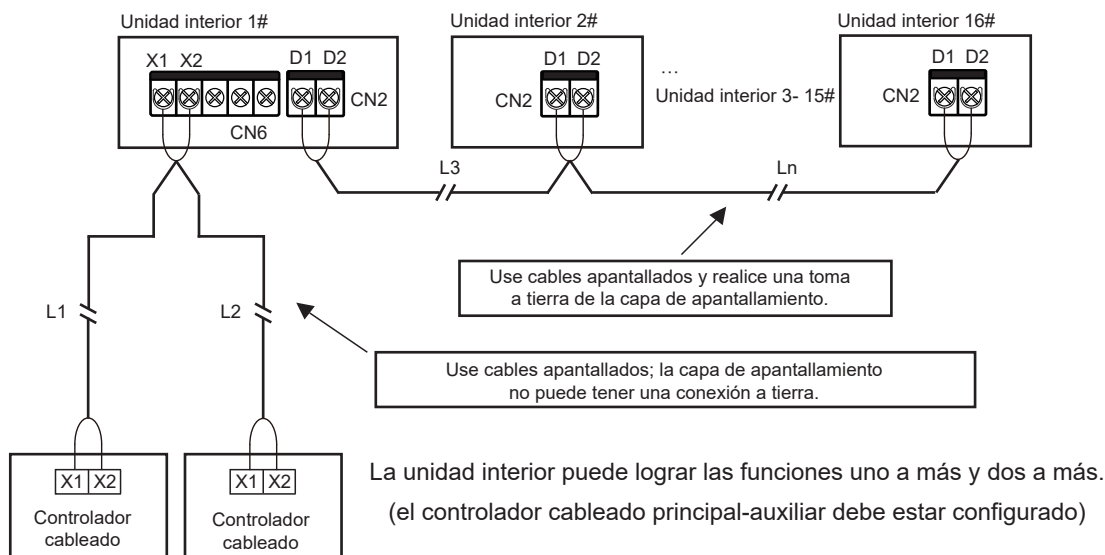 Unidad interior 1#
Unidad interior 2#
Unidad interior 16#
X1 X2
D1 D2
CN2
CN6
D1 D2
CN2
...
Unidad interior 3- 15#
D1 D2
CN2
L3
Ln
Use cables apantallados y realice una toma
a tierra de la capa de apantallamiento.
L1
L2
Use cables apantallados; la capa de apantallamiento
no puede tener una conexión a tierra.
X1 X2
Controlador
cableado
X1 X2
Controlador
cableado
La unidad interior puede lograr las funciones uno a más y dos a más.
(el controlador cableado principal-auxiliar debe estar configurado)